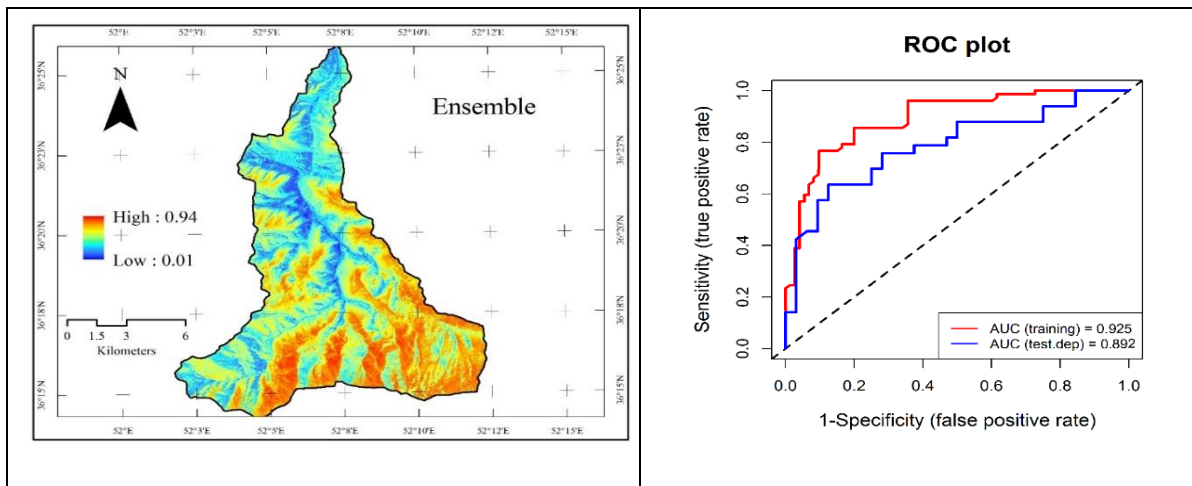 52°E 52°3'E 52°5'E 52°8'E 52°10'E 52°12'E 52°15'E
36°25'N 36°25'N
N
Ensemble
36°23'N 36°23'N
High : 0.94
36°20'N 36°20'N
Low : 0.01
36°18'N 36°18'N
0 1.5 3 6
Kilometers
36°15'N 36°15'N
52°E 52°3'E 52°5'E 52°8'E 52°10'E 52°12'E 52°15'E
ROC plot
Sensitivity (true positive rate)
1.0
0.8
0.6
0.4
0.2
0.0
AUC (training) = 0.925
AUC (test.dep) = 0.892
0.0 0.2 0.4 0.6 0.8 1.0
1-Specificity (false positive rate)